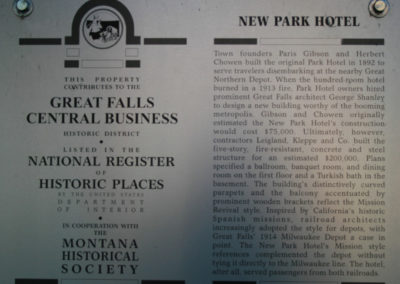 THIS PROPERTY
CONTRIBUTES TO THE
GREAT FALLS
CENTRAL BUSINESS
HISTORIC DISTRICT
LISTED IN THE
NATIONAL REGISTER
OF
HISTORIC PLACES
BY THE UNITED STATES
DEPARTMENT
OF INTERIOR
IN COOPERATION WITH
THE
MONTANA
HISTORICAL
SOCIETY
NEW PARK HOTEL
Town founders Paris Gibson and Herbert
Chowen built the original Park Hotel in 1892 to
serve travelers disembarking at the nearby Great
Northern Depot. When the hundred-room hotel
burned in a 1913 fire, Park Hotel owners hired
prominent Great Falls architect George Shanley
to design a new building worthy of the booming
metropolis. Gibson and Chowen originally
estimated the New Park Hotel's construction
would cost $75,000. Ultimately, however,
contractors Leigland, Kleppe and Co. built the
five-story, fire-resistant, concrete and steel
structure for an estimated $200,000. Plans
specified a ballroom, banquet room, and dining
room on the first floor and a Turkish bath in the
basement. The building's distinctively curved
parapets and the balcony accentuated by
prominent wooden brackets reflect the Mission
Revival style. Inspired by California's historic
Spanish missions, railroad architects
increasingly adopted the style for depots, with
Great Falls' 1914 Milwaukee Depot a case in
point. The New Park Hotel's Mission style
references complemented the depot without
tying it directly to the Milwaukee line. The hotel,
after all, served passengers from both railroads.